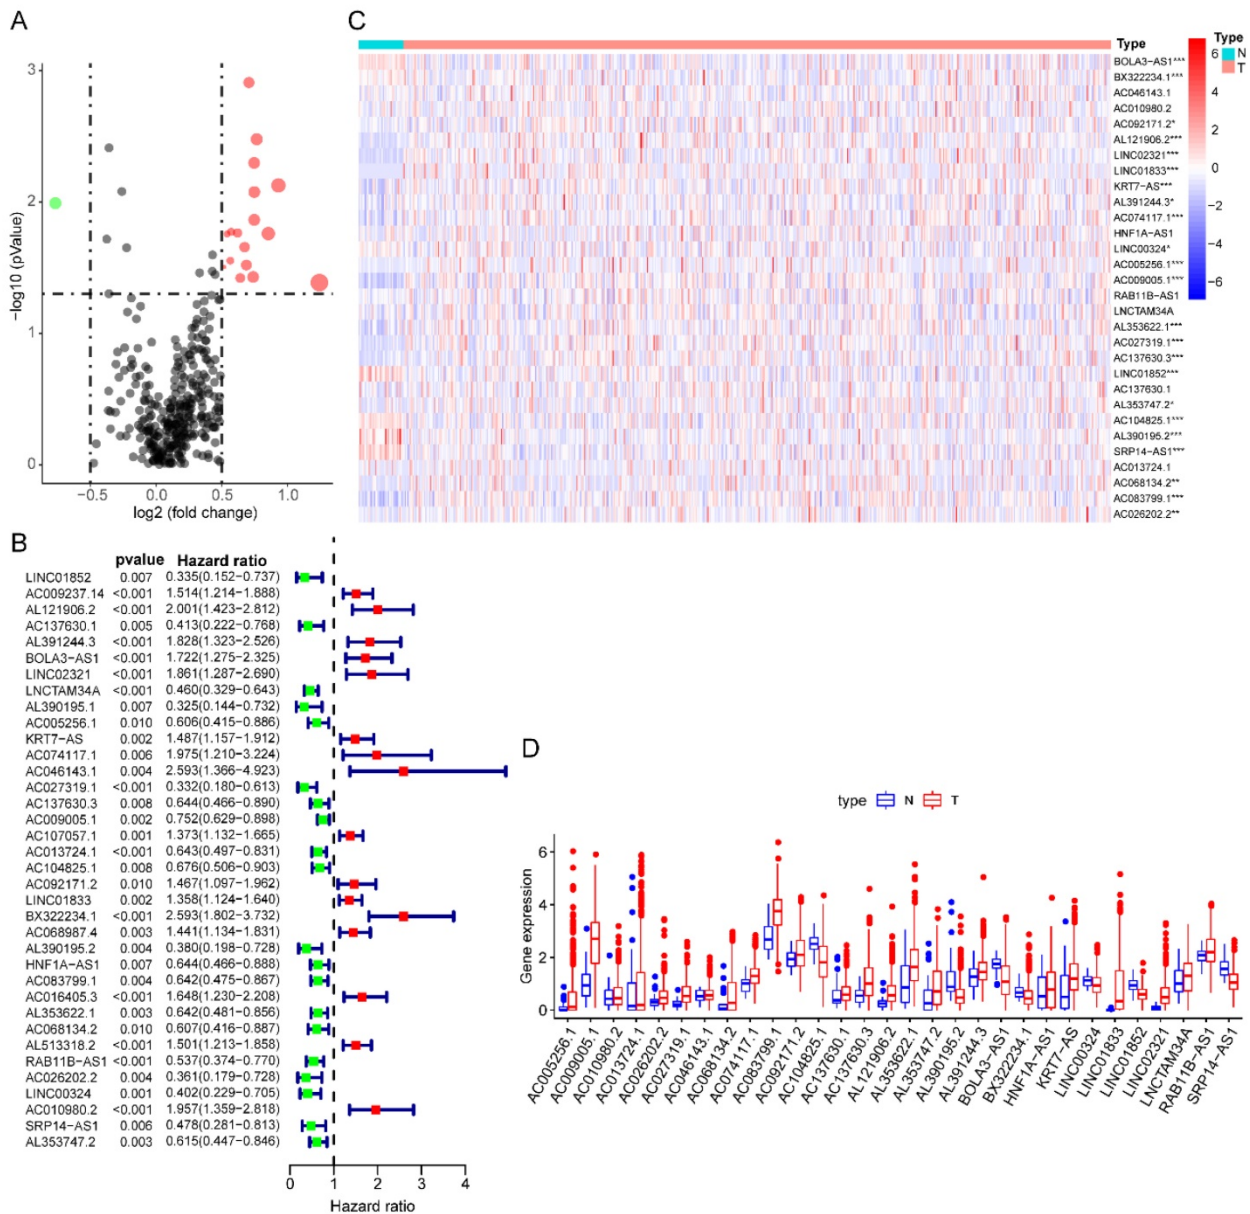 A
3
2
1
0
−log10 (pValue)
−0.5 0.0 0.5 1.0
log2 (fold change)
C
Type
BOLA3−AS1***
BX322234.1***
AC046143.1
AC010980.2
AC092171.2*
AL121906.2***
LINC02321***
LINC01833***
KRT7−AS***
AL391244.3*
AC074117.1***
HNF1A−AS1
LINC00324*
AC005256.1***
AC009005.1***
RAB11B−AS1
LNCTAM34A
AL353622.1***
AC027319.1***
AC137630.3***
LINC01852***
AC137630.1
AL353747.2*
AC104825.1***
AL390195.2***
SRP14−AS1***
AC013724.1
AC068134.2**
AC083799.1***
AC026202.2**
6
4
2
0
−2
−4
−6
Type
N
T
B
pvalue Hazard ratio
LINC01852 0.007 0.335(0.152−0.737)
AC009237.14 <0.001 1.514(1.214−1.888)
AL121906.2 <0.001 2.001(1.423−2.812)
AC137630.1 0.005 0.413(0.222−0.768)
AL391244.3 <0.001 1.828(1.323−2.526)
BOLA3−AS1 <0.001 1.722(1.275−2.325)
LINC02321 <0.001 1.861(1.287−2.690)
LNCTAM34A <0.001 0.460(0.329−0.643)
AL390195.1 0.007 0.325(0.144−0.732)
AC005256.1 0.010 0.606(0.415−0.886)
KRT7−AS 0.002 1.487(1.157−1.912)
AC074117.1 0.006 1.975(1.210−3.224)
AC046143.1 0.004 2.593(1.366−4.923)
AC027319.1 <0.001 0.332(0.180−0.613)
AC137630.3 0.008 0.644(0.466−0.890)
AC009005.1 0.002 0.752(0.629−0.898)
AC107057.1 0.001 1.373(1.132−1.665)
AC013724.1 <0.001 0.643(0.497−0.831)
AC104825.1 0.008 0.676(0.506−0.903)
AC092171.2 0.010 1.467(1.097−1.962)
LINC01833 0.002 1.358(1.124−1.640)
BX322234.1 <0.001 2.593(1.802−3.732)
AC068987.4 0.003 1.441(1.134−1.831)
AL390195.2 0.004 0.380(0.198−0.728)
HNF1A−AS1 0.007 0.644(0.466−0.888)
AC083799.1 0.004 0.642(0.475−0.867)
AC016405.3 <0.001 1.648(1.230−2.208)
AL353622.1 0.003 0.642(0.481−0.856)
AC068134.2 0.010 0.607(0.416−0.887)
AL513318.2 <0.001 1.501(1.213−1.858)
RAB11B−AS1 <0.001 0.537(0.374−0.770)
AC026202.2 0.004 0.361(0.179−0.728)
LINC00324 0.001 0.402(0.229−0.705)
AC010980.2 <0.001 1.957(1.359−2.818)
SRP14−AS1 0.006 0.478(0.281−0.813)
AL353747.2 0.003 0.615(0.447−0.846)
0 1 2 3 4
Hazard ratio
D
type N T
6
4
2
0
Gene expression
AC005256.1
AC009005.1
AC010980.2
AC013724.1
AC026202.2
AC027319.1
AC046143.1
AC068134.2
AC074117.1
AC083799.1
AC092171.2
AC104825.1
AC137630.1
AC137630.3
AL121906.2
AL353622.1
AL353747.2
AL390195.2
AL391244.3
BOLA3−AS1
BX322234.1
HNF1A−AS1
KRT7−AS
LINC00324
LINC01833
LINC01852
LINC02321
LNCTAM34A
RAB11B−AS1
SRP14−AS1